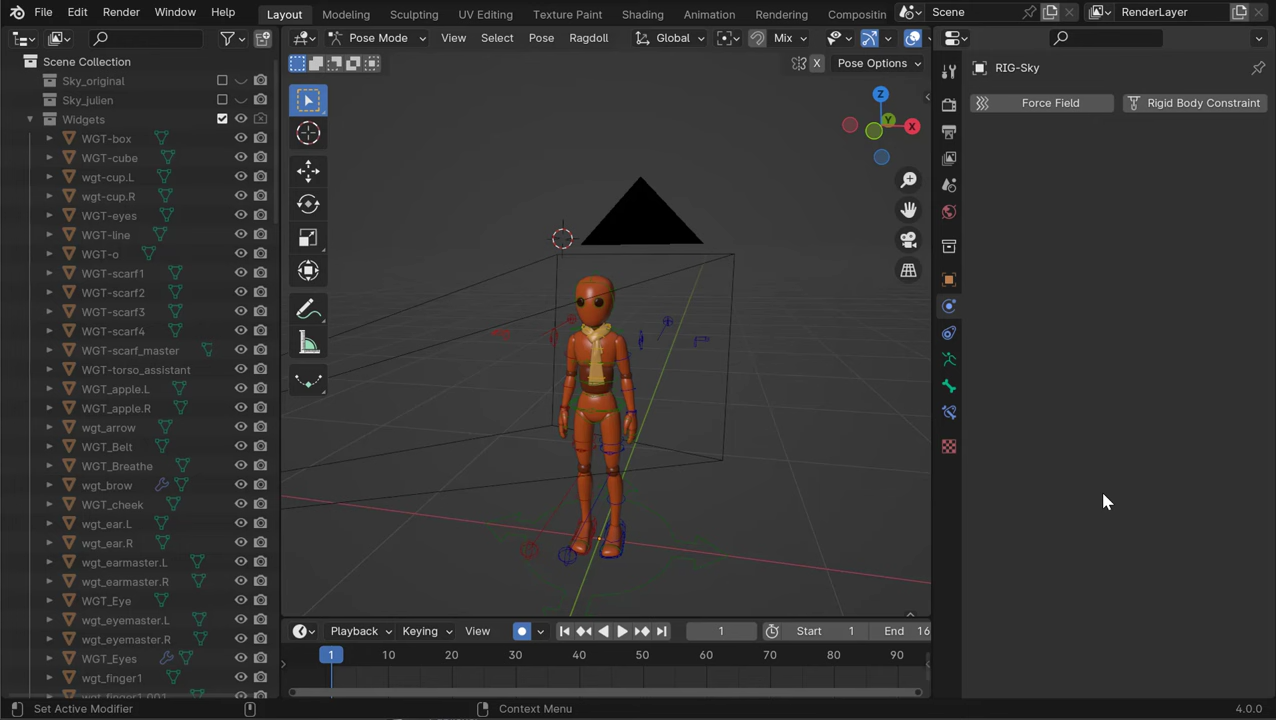 File Edit Render Window Help Layout Modeling Sculpting UV Editing Texture Paint Shading Animation Rendering Compositin Scene RenderLayer
Pose Mode View Select Pose Ragdoll Global Mix
X Pose Options
Scene Collection
Sky_original
Sky_julien
Widgets
WGT-box
WGT-cube
wgt-cup.L
wgt-cup.R
WGT-eyes
WGT-line
WGT-o
WGT-scarf1
WGT-scarf2
WGT-scarf3
WGT-scarf4
WGT-scarf_master
WGT-torso_assistant
WGT_apple.L
WGT_apple.R
wgt_arrow
WGT_Belt
WGT_Breathe
wgt_brow
WGT_cheek
wgt_ear.L
wgt_ear.R
wgt_earmaster.L
wgt_earmaster.R
WGT_Eye
wgt_eyemaster.L
wgt_eyemaster.R
WGT_Eyes
wgt_finger1
wgt_finger1.001
Z
Y
X
RIG-Sky
Force Field Rigid Body Constraint
Playback Keying View 1 Start 1 End 16
1 10 20 30 40 50 60 70 80 90
Set Active Modifier Context Menu 4.0.0